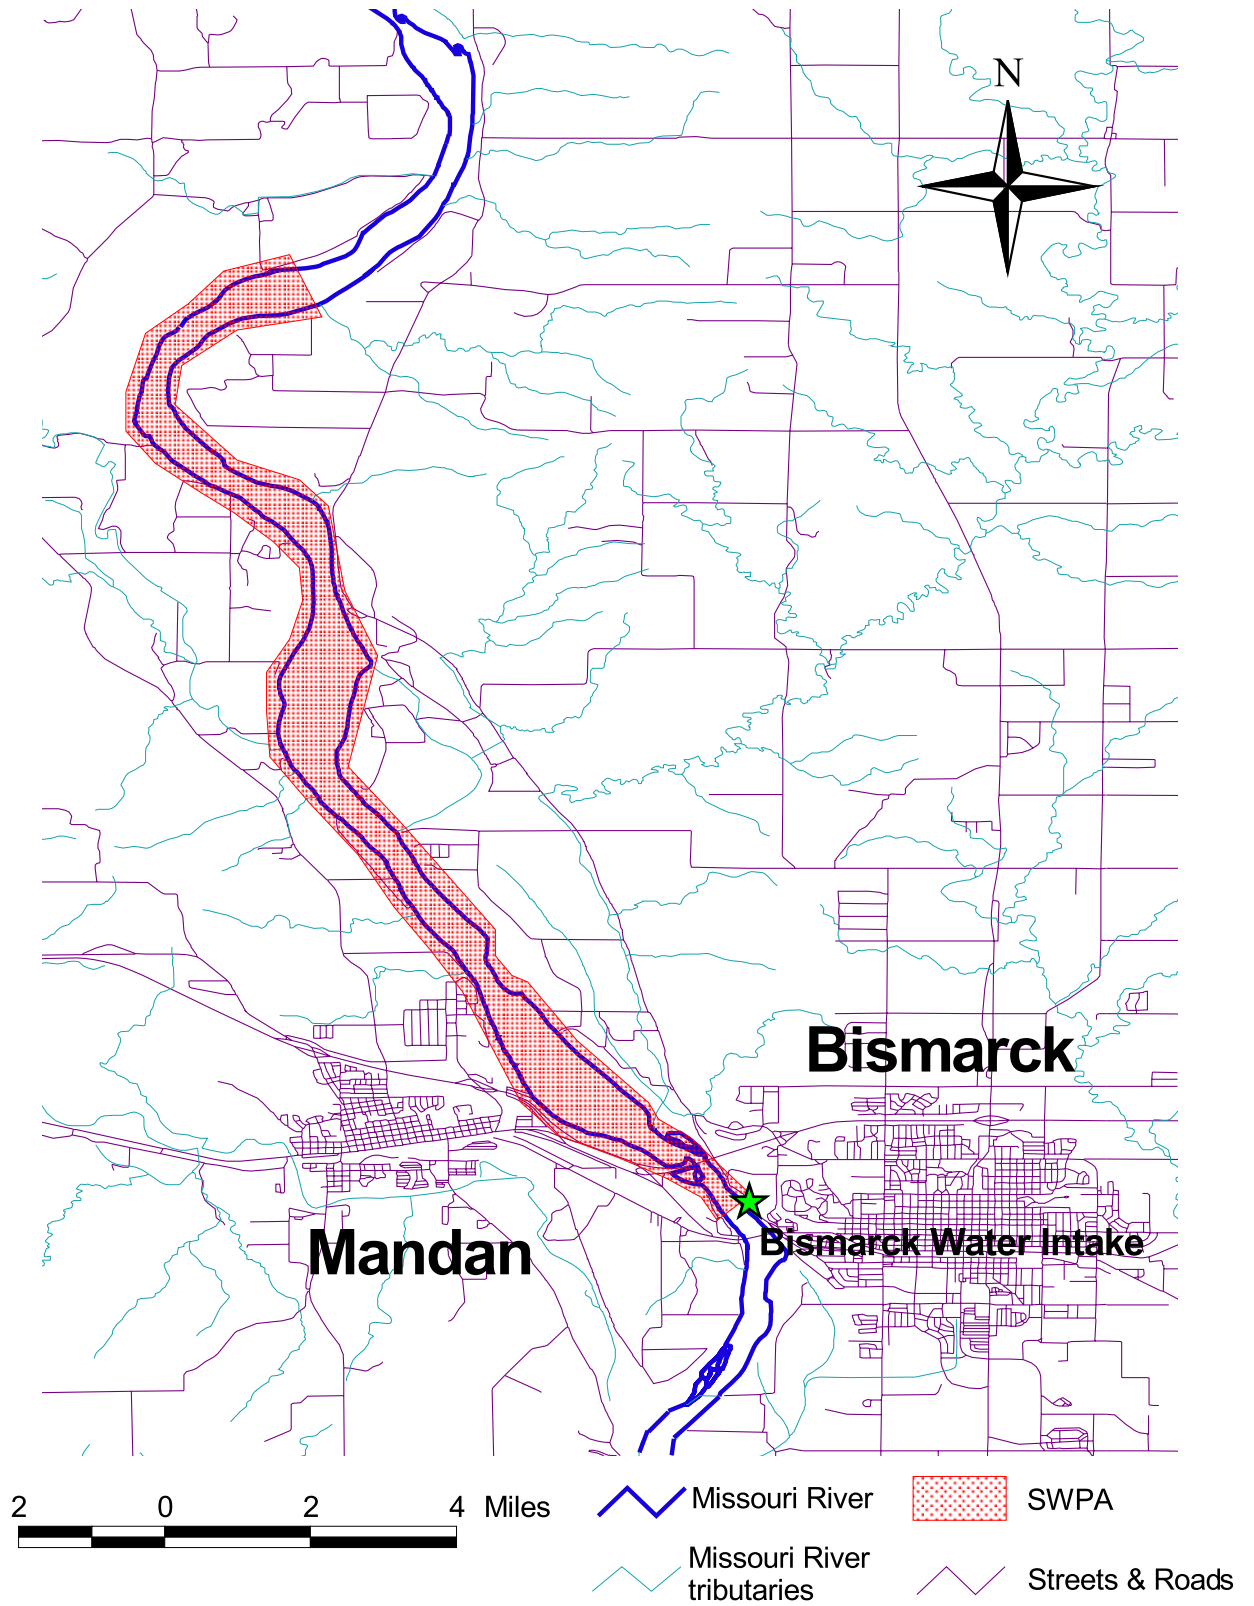 N
Bismarck
Mandan
Bismarck Water Intake
2 0 2 4 Miles
Missouri River
SWPA
Missouri River
tributaries
Streets & Roads